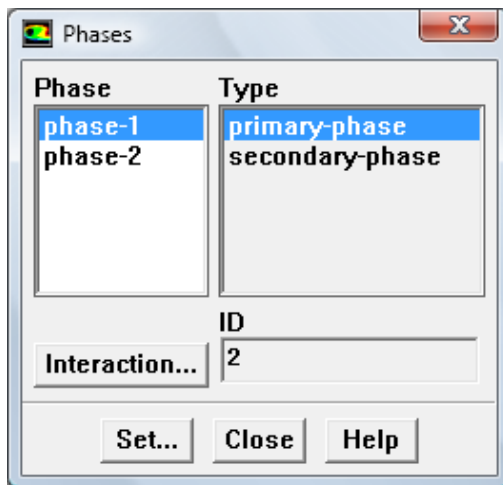 Phases
Phase Type
phase-1 primary-phase
phase-2 secondary-phase
ID
Interaction... 2
Set... Close Help